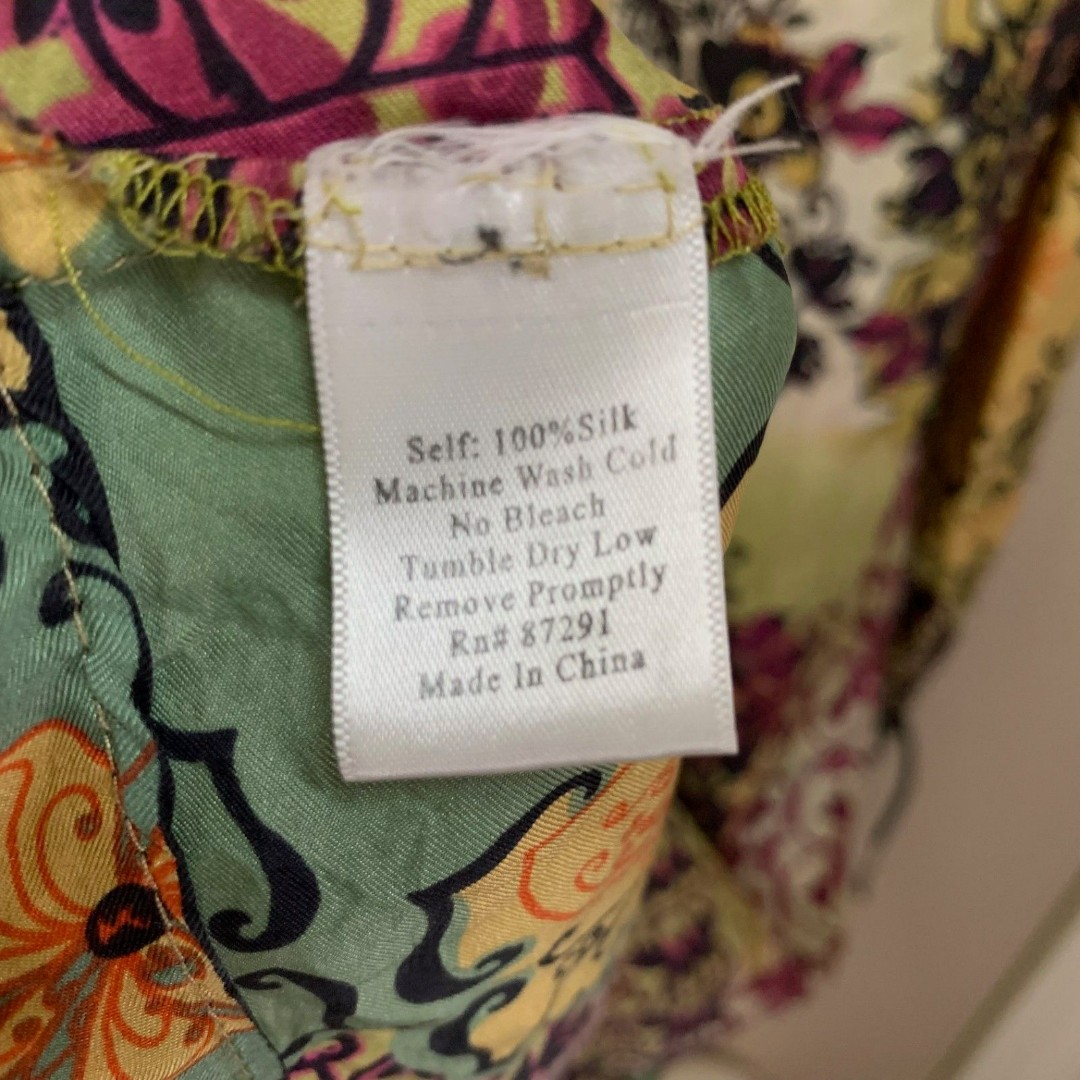 Self: 100%Silk
Machine Wash Cold
No Bleach
Tumble Dry Low
Remove Promptly
Rn# 87291
Made In China